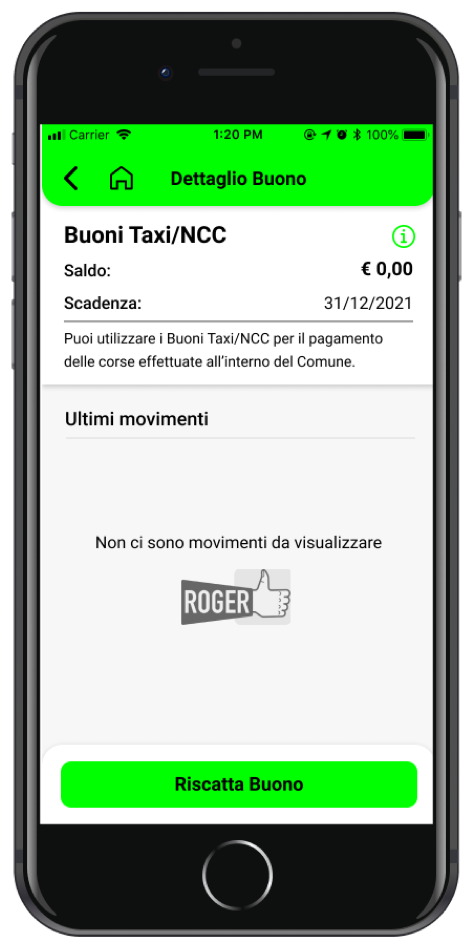 Carrier 1:20 PM 100%
Dettaglio Buono
Buoni Taxi/NCC
Saldo: € 0,00
Scadenza: 31/12/2021
Puoi utilizzare i Buoni Taxi/NCC per il pagamento
delle corse effettuate all'interno del Comune.
Ultimi movimenti
Non ci sono movimenti da visualizzare
ROGER
Riscatta Buono